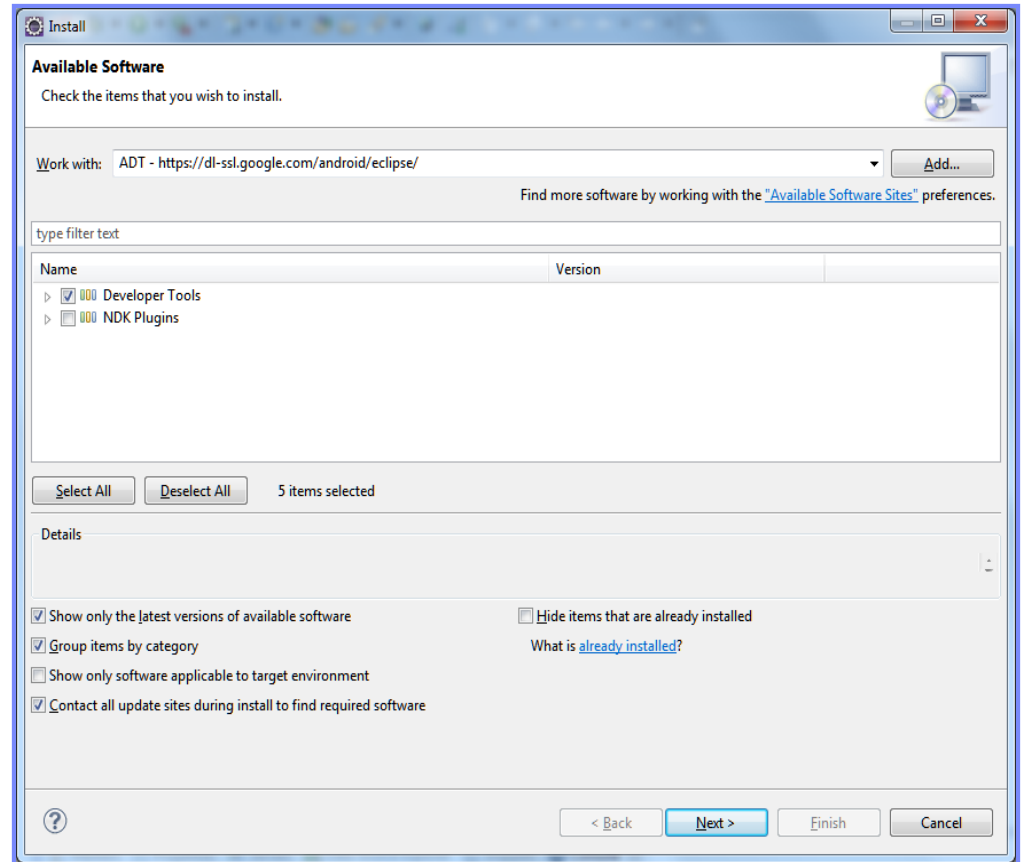 Install
Available Software
Check the items that you wish to install.
Work with: ADT - https://dl-ssl.google.com/android/eclipse/ Add...
Find more software by working with the "Available Software Sites" preferences.
type filter text
Name Version
Developer Tools
NDK Plugins
Select All Deselect All 5 items selected
Details
Show only the latest versions of available software Hide items that are already installed
Group items by category What is already installed?
Show only software applicable to target environment
Contact all update sites during install to find required software
? < Back Next > Finish Cancel